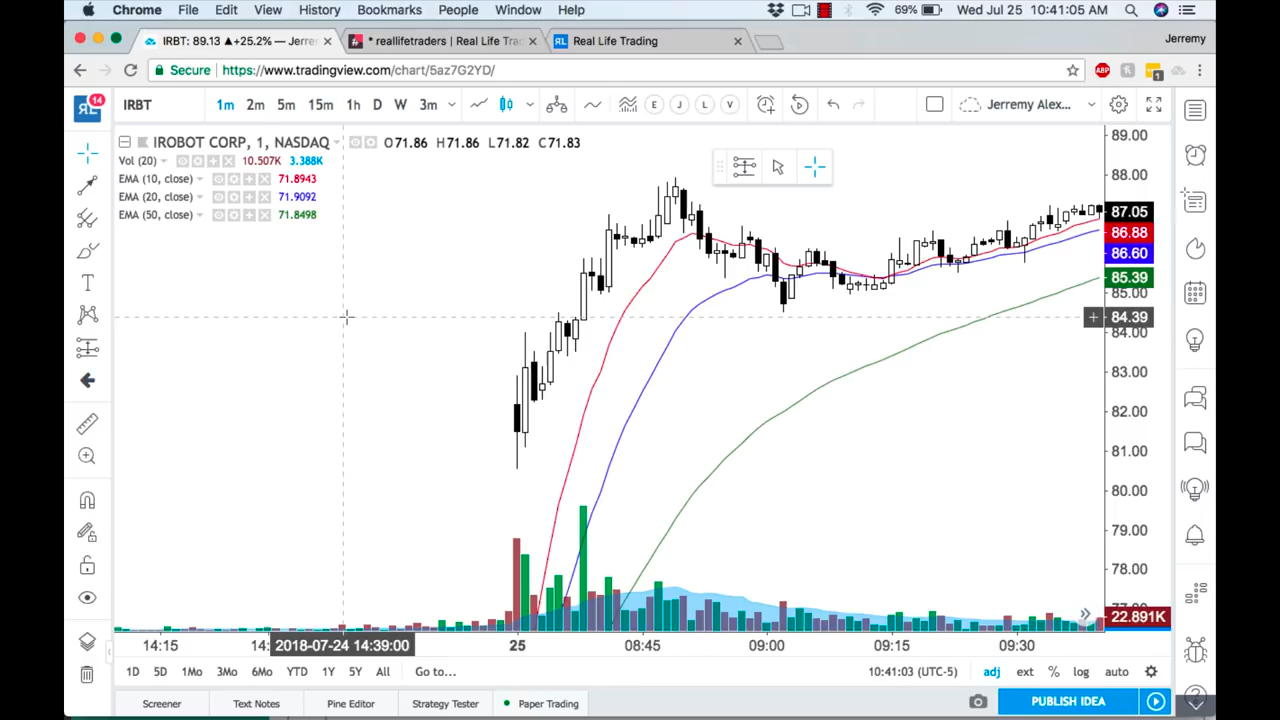 Chrome File Edit View History Bookmarks People Window Help 69% Wed Jul 25 10:41:05 AM
IRBT: 89.13 ▲+25.2% — Jerre * reallifetraders | Real Life Tra Real Life Trading Jerremy
Secure https://www.tradingview.com/chart/5az7G2YD/ ABP 1
RL 14 IRBT 1m 2m 5m 15m 1h D W 3m E J L V Jerremy Alex...
IROBOT CORP, 1, NASDAQ O71.86 H71.86 L71.82 C71.83
Vol (20) 10.507K 3.388K
EMA (10, close) 71.8943
EMA (20, close) 71.9092
EMA (50, close) 71.8498
89.00
88.00
87.05
86.88
86.60
85.39
85.00
84.39
84.00
83.00
82.00
81.00
80.00
79.00
78.00
22.891K
14:15 2018-07-24 14:39:00 25 08:45 09:00 09:15 09:30
1D 5D 1Mo 3Mo 6Mo YTD 1Y 5Y All Go to... 10:41:03 (UTC-5) adj ext % log auto
Screener Text Notes Pine Editor Strategy Tester Paper Trading PUBLISH IDEA